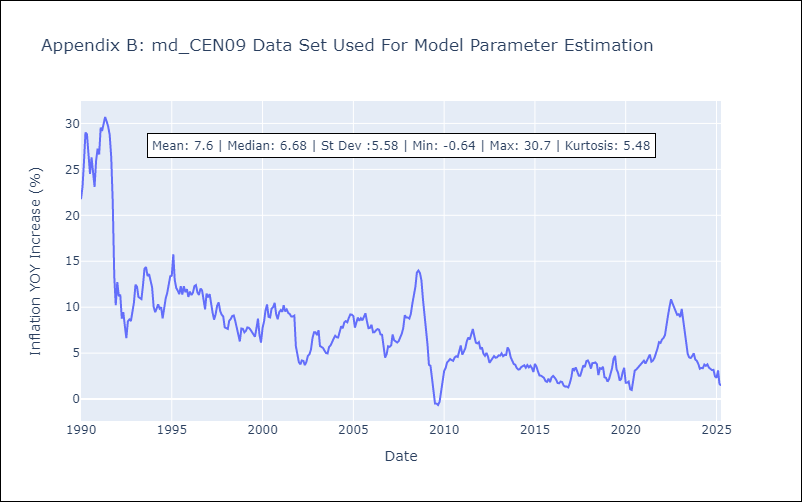 Appendix B: md_CEN09 Data Set Used For Model Parameter Estimation
Mean: 7.6 | Median: 6.68 | St Dev :5.58 | Min: -0.64 | Max: 30.7 | Kurtosis: 5.48
Inflation YOY Increase (%)
30
25
20
15
10
5
0
1990 1995 2000 2005 2010 2015 2020 2025
Date